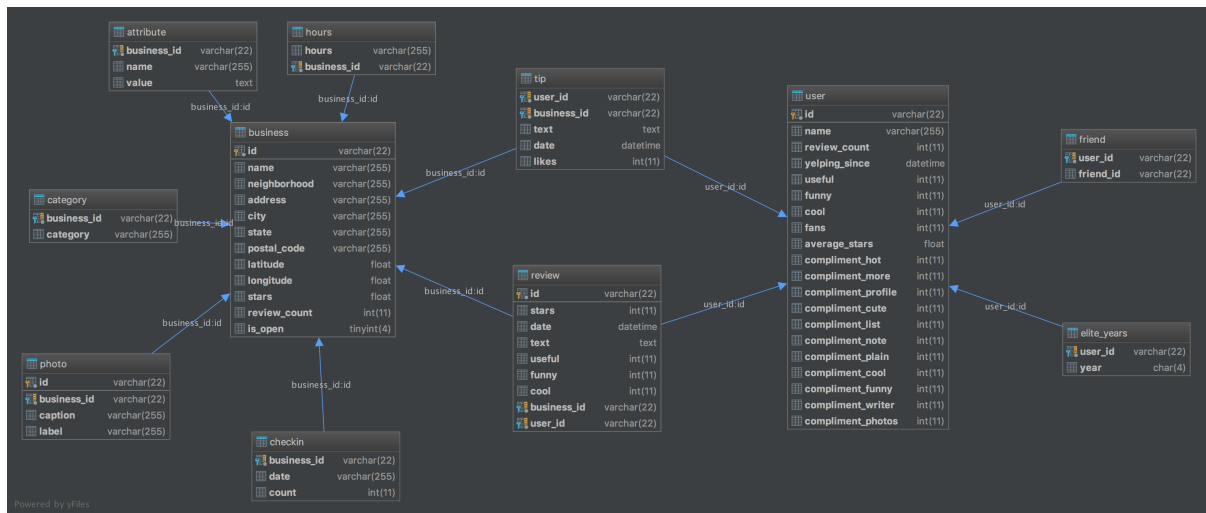 attribute
business_id varchar(22)
name varchar(255)
value text
hours
hours varchar(255)
business_id varchar(22)
business_id:id
business_id:id
tip
user_id varchar(22)
business_id varchar(22)
text text
date datetime
likes int(11)
user
id varchar(22)
name varchar(255)
review_count int(11)
yelping_since datetime
useful int(11)
funny int(11)
cool int(11)
fans int(11)
average_stars float
compliment_hot int(11)
compliment_more int(11)
compliment_profile int(11)
compliment_cute int(11)
compliment_list int(11)
compliment_note int(11)
compliment_plain int(11)
compliment_cool int(11)
compliment_funny int(11)
compliment_writer int(11)
compliment_photos int(11)
friend
user_id varchar(22)
friend_id varchar(22)
business
id varchar(22)
name varchar(255)
neighborhood varchar(255)
address varchar(255)
city varchar(255)
state varchar(255)
postal_code varchar(255)
latitude float
longitude float
stars float
review_count int(11)
is_open tinyint(4)
business_id:id
user_id:id
user_id:id
category
business_id varchar(22)
category varchar(255)
business_id:id
review
id varchar(22)
stars int(11)
date datetime
text text
useful int(11)
funny int(11)
cool int(11)
business_id varchar(22)
user_id varchar(22)
business_id:id
user_id:id
user_id:id
elite_years
user_id varchar(22)
year char(4)
business_id:id
photo
id varchar(22)
business_id varchar(22)
caption varchar(255)
label varchar(255)
business_id:id
checkin
business_id varchar(22)
date varchar(255)
count int(11)
Powered by yFiles